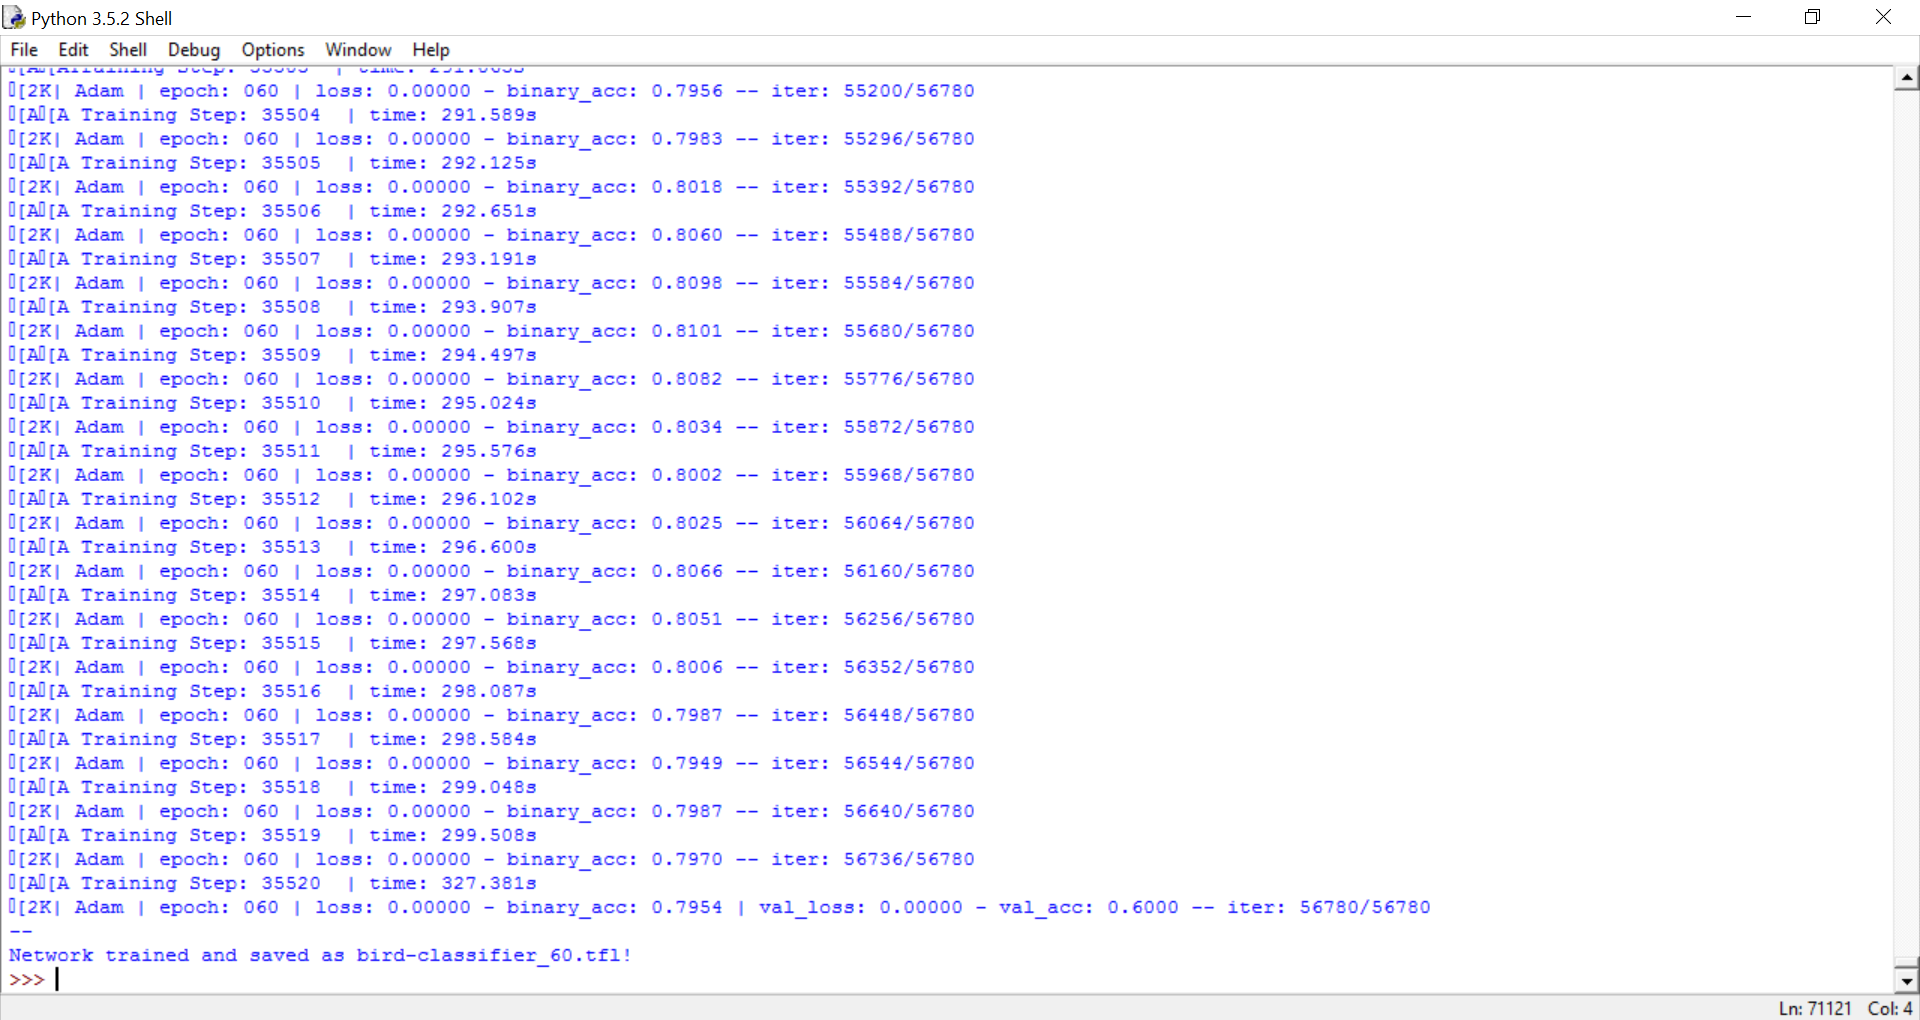 Python 3.5.2 Shell
File Edit Shell Debug Options Window Help
[2K| Adam | epoch: 060 | loss: 0.00000 - binary_acc: 0.7956 -- iter: 55200/56780
[A[A Training Step: 35504  | time: 291.589s
[2K| Adam | epoch: 060 | loss: 0.00000 - binary_acc: 0.7983 -- iter: 55296/56780
[A[A Training Step: 35505  | time: 292.125s
[2K| Adam | epoch: 060 | loss: 0.00000 - binary_acc: 0.8018 -- iter: 55392/56780
[A[A Training Step: 35506  | time: 292.651s
[2K| Adam | epoch: 060 | loss: 0.00000 - binary_acc: 0.8060 -- iter: 55488/56780
[A[A Training Step: 35507  | time: 293.191s
[2K| Adam | epoch: 060 | loss: 0.00000 - binary_acc: 0.8098 -- iter: 55584/56780
[A[A Training Step: 35508  | time: 293.907s
[2K| Adam | epoch: 060 | loss: 0.00000 - binary_acc: 0.8101 -- iter: 55680/56780
[A[A Training Step: 35509  | time: 294.497s
[2K| Adam | epoch: 060 | loss: 0.00000 - binary_acc: 0.8082 -- iter: 55776/56780
[A[A Training Step: 35510  | time: 295.024s
[2K| Adam | epoch: 060 | loss: 0.00000 - binary_acc: 0.8034 -- iter: 55872/56780
[A[A Training Step: 35511  | time: 295.576s
[2K| Adam | epoch: 060 | loss: 0.00000 - binary_acc: 0.8002 -- iter: 55968/56780
[A[A Training Step: 35512  | time: 296.102s
[2K| Adam | epoch: 060 | loss: 0.00000 - binary_acc: 0.8025 -- iter: 56064/56780
[A[A Training Step: 35513  | time: 296.600s
[2K| Adam | epoch: 060 | loss: 0.00000 - binary_acc: 0.8066 -- iter: 56160/56780
[A[A Training Step: 35514  | time: 297.083s
[2K| Adam | epoch: 060 | loss: 0.00000 - binary_acc: 0.8051 -- iter: 56256/56780
[A[A Training Step: 35515  | time: 297.568s
[2K| Adam | epoch: 060 | loss: 0.00000 - binary_acc: 0.8006 -- iter: 56352/56780
[A[A Training Step: 35516  | time: 298.087s
[2K| Adam | epoch: 060 | loss: 0.00000 - binary_acc: 0.7987 -- iter: 56448/56780
[A[A Training Step: 35517  | time: 298.584s
[2K| Adam | epoch: 060 | loss: 0.00000 - binary_acc: 0.7949 -- iter: 56544/56780
[A[A Training Step: 35518  | time: 299.048s
[2K| Adam | epoch: 060 | loss: 0.00000 - binary_acc: 0.7987 -- iter: 56640/56780
[A[A Training Step: 35519  | time: 299.508s
[2K| Adam | epoch: 060 | loss: 0.00000 - binary_acc: 0.7970 -- iter: 56736/56780
[A[A Training Step: 35520  | time: 327.381s
[2K| Adam | epoch: 060 | loss: 0.00000 - binary_acc: 0.7954 | val_loss: 0.00000 - val_acc: 0.6000 -- iter: 56780/56780
--
Network trained and saved as bird-classifier_60.tfl!
>>>
Ln: 71121 Col: 4